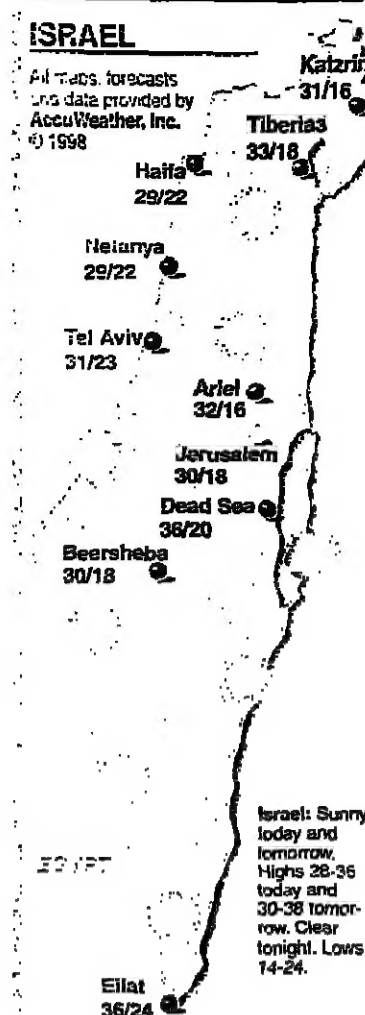 ISRAEL
All maps, forecasts
and data provided by
AccuWeather, Inc.
© 1998
Katzrin
31/16
Tiberias
33/18
Haifa
29/22
Netanya
29/22
Tel Aviv
31/23
Ariel
32/16
Jerusalem
30/18
Dead Sea
36/20
Beersheba
30/18
EGYPT
Israel: Sunny
today and
tomorrow.
Highs 28-36
today and
30-38 tomor-
row. Clear
tonight. Lows
14-24.
Eilat
36/24